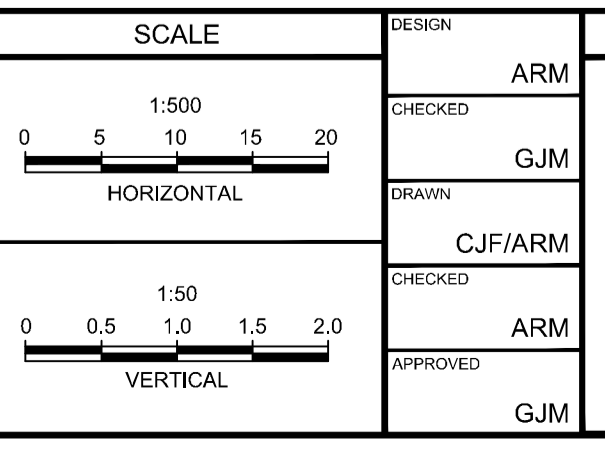 SCALE
1:500
0 5 10 15 20
HORIZONTAL
1:50
0 0.5 1.0 1.5 2.0
VERTICAL
DESIGN
ARM
CHECKED
GJM
DRAWN
CJF/ARM
CHECKED
ARM
APPROVED
GJM